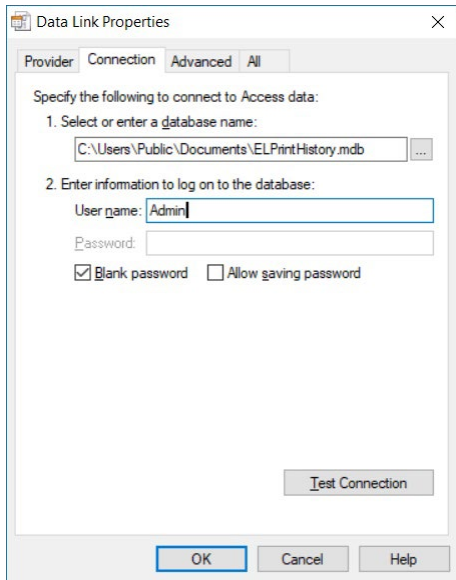 Data Link Properties
Provider Connection Advanced All
Specify the following to connect to Access data:
1. Select or enter a database name:
C:\Users\Public\Documents\ELPrintHistory.mdb ...
2. Enter information to log on to the database:
User name: Admin
Password:
Blank password Allow saving password
Test Connection
OK Cancel Help